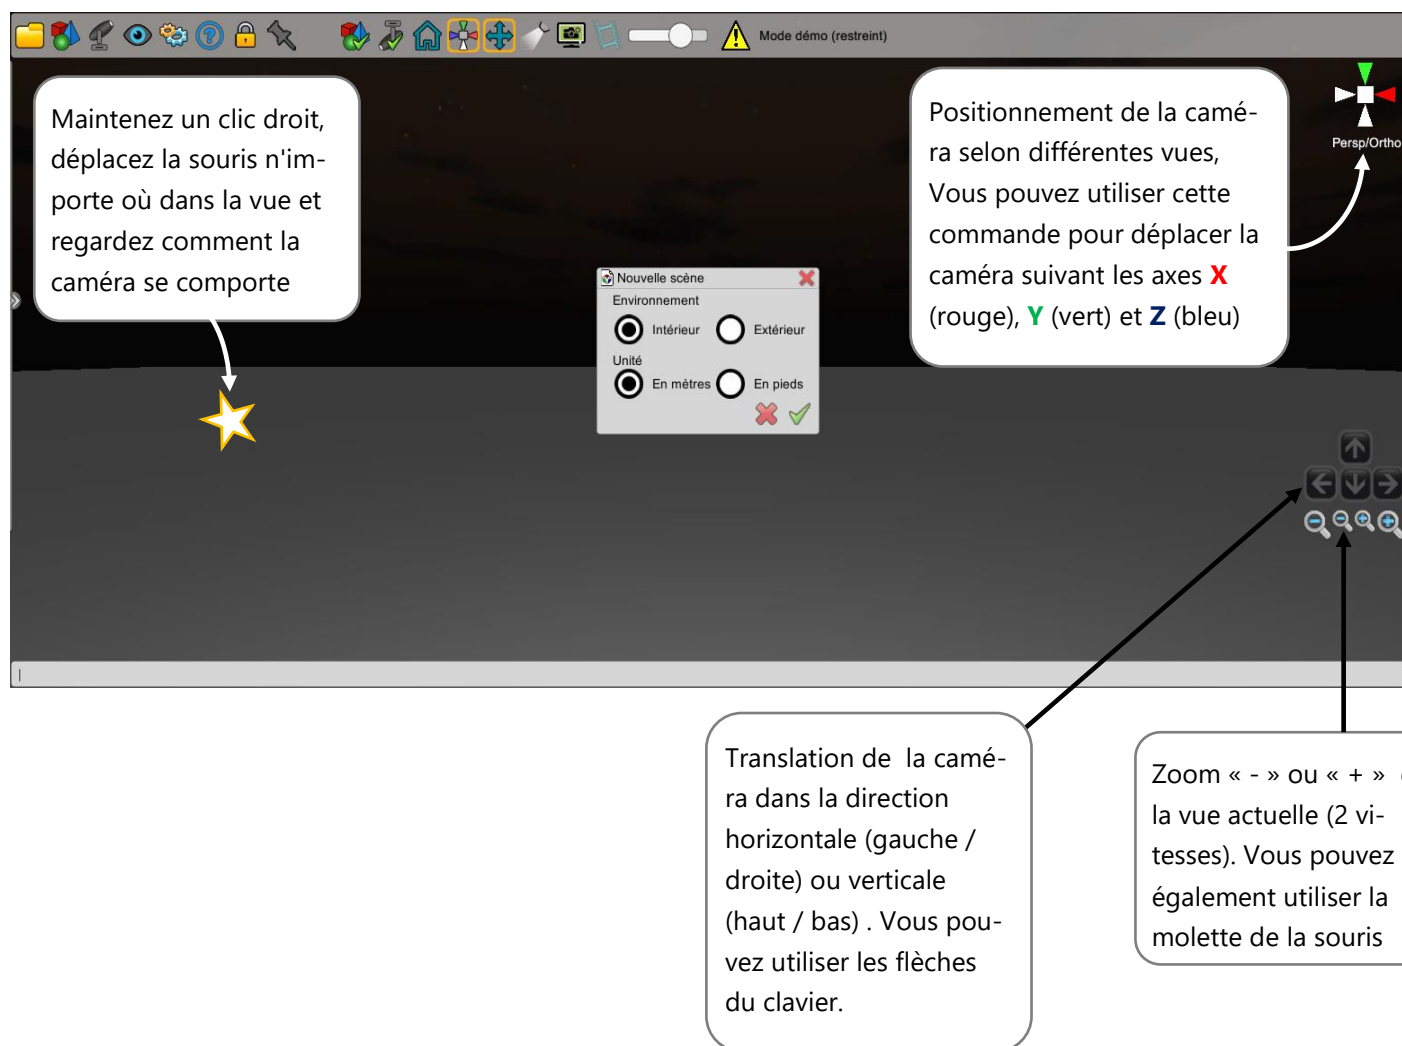 Mode démo (restreint)
Maintenez un clic droit,
déplacez la souris n'im-
porte où dans la vue et
regardez comment la
caméra se comporte
Positionnement de la camé-
ra selon différentes vues,
Vous pouvez utiliser cette
commande pour déplacer la
caméra suivant les axes X
(rouge), Y (vert) et Z (bleu)
Persp/Ortho
Nouvelle scène
Environnement
Intérieur Extérieur
Unité
En mètres En pieds
Translation de la camé-
ra dans la direction
horizontale (gauche /
droite) ou verticale
(haut / bas) . Vous pou-
vez utiliser les flèches
du clavier.
Zoom « - » ou « + »
la vue actuelle (2 vi-
tesses). Vous pouvez
également utiliser la
molette de la souris